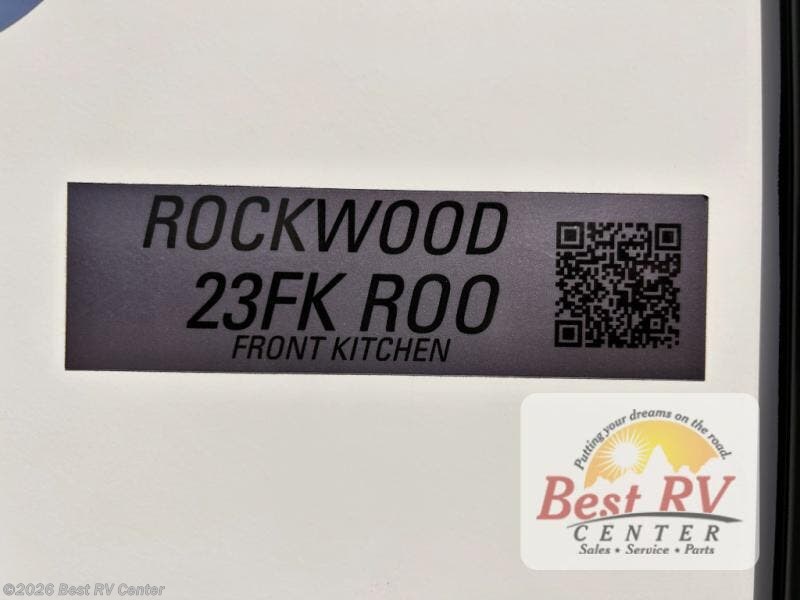 ROCKWOOD
23FK ROO
FRONT KITCHEN
Putting your dreams on the road.
Best RV
CENTER
Sales • Service • Parts
©2026 Best RV Center